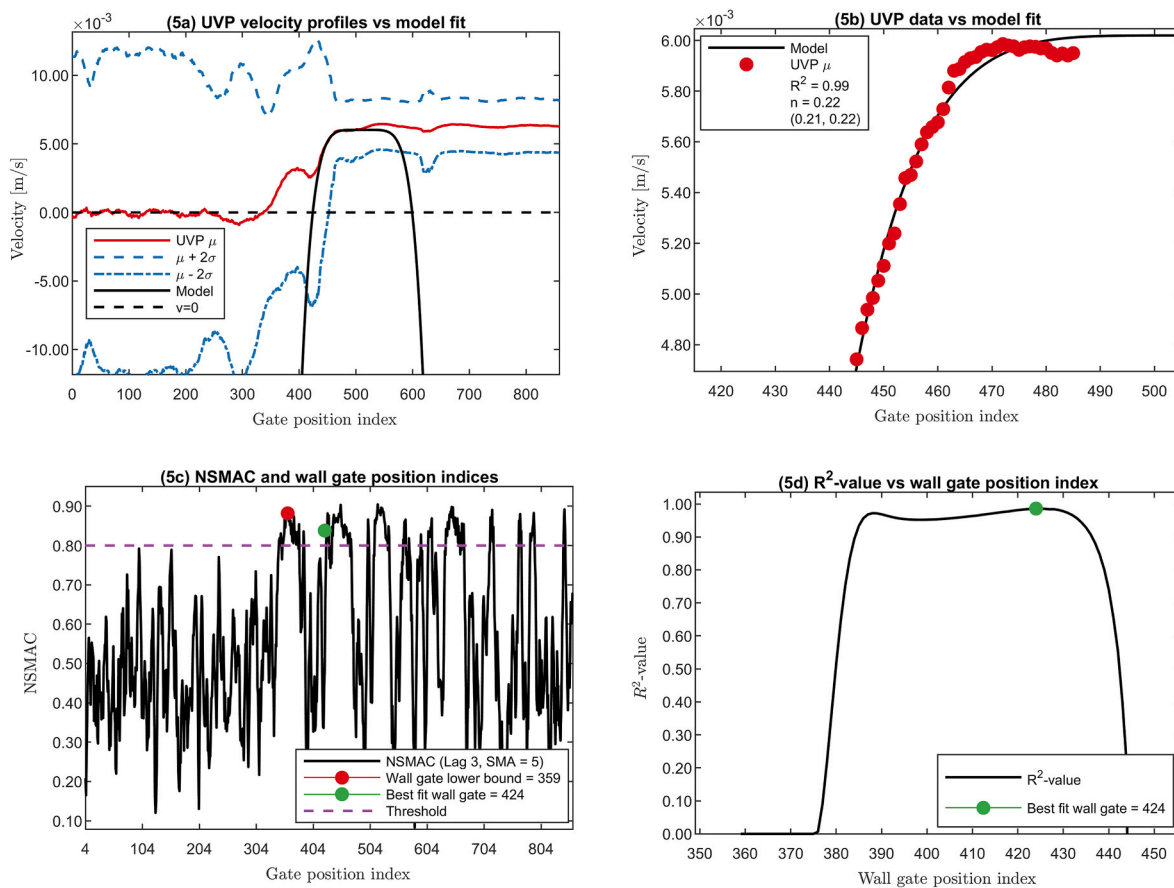 (5a) UVP velocity profiles vs model fit
×10⁻³
10.00
5.00
0.00
-5.00
-10.00
Velocity [m/s]
UVP μ
μ + 2σ
μ - 2σ
Model
v=0
0 100 200 300 400 500 600 700 800
Gate position index
(5b) UVP data vs model fit
×10⁻³
6.00
5.80
5.60
5.40
5.20
5.00
4.80
Velocity [m/s]
Model
UVP μ
R² = 0.99
n = 0.22
(0.21, 0.22)
420 430 440 450 460 470 480 490 500
Gate position index
(5c) NSMAC and wall gate position indices
0.90
0.80
0.70
0.60
0.50
0.40
0.30
0.20
0.10
NSMAC
NSMAC (Lag 3, SMA = 5)
Wall gate lower bound = 359
Best fit wall gate = 424
Threshold
4 104 204 304 404 504 604 704 804
Gate position index
(5d) R²-value vs wall gate position index
1.00
0.90
0.80
0.70
0.60
0.50
0.40
0.30
0.20
0.10
0.00
R²-value
R²-value
Best fit wall gate = 424
350 360 370 380 390 400 410 420 430 440 450
Wall gate position index